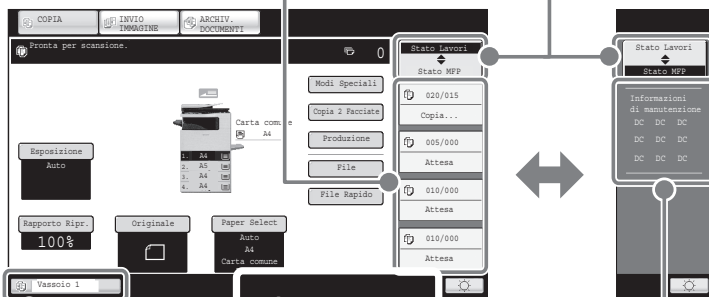 COPIA
INVIO
IMMAGINE
ARCHIV.
DOCUMENTI
Pronta per scansione.
0
Stato Lavori
Stato MFP
Modi Speciali
Copia 2 Facciate
Produzione
File
File Rapido
Carta comune
A4
1. A4
2. A5
3. A4
4. A4
Esposizione
Auto
Rapporto Ripr.
100%
Originale
Paper Select
Auto
A4
Carta comune
020/015
Copia...
005/000
Attesa
010/000
Attesa
010/000
Attesa
Vassoio 1
Stato Lavori
Stato MFP
Informazioni
di manutenzione
DC DC DC
DC DC DC
DC DC DC